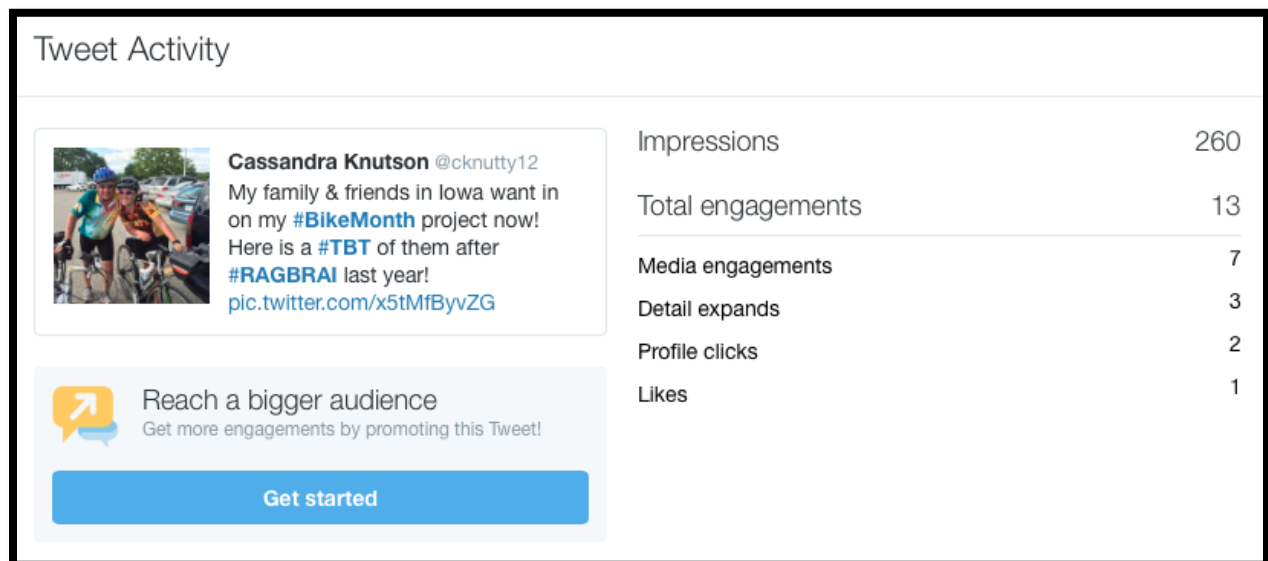 Tweet Activity
Cassandra Knutson @cknutty12
My family & friends in Iowa want in
on my #BikeMonth project now!
Here is a #TBT of them after
#RAGBRAI last year!
pic.twitter.com/x5tMfByvZG
Reach a bigger audience
Get more engagements by promoting this Tweet!
Get started
Impressions 260
Total engagements 13
Media engagements 7
Detail expands 3
Profile clicks 2
Likes 1